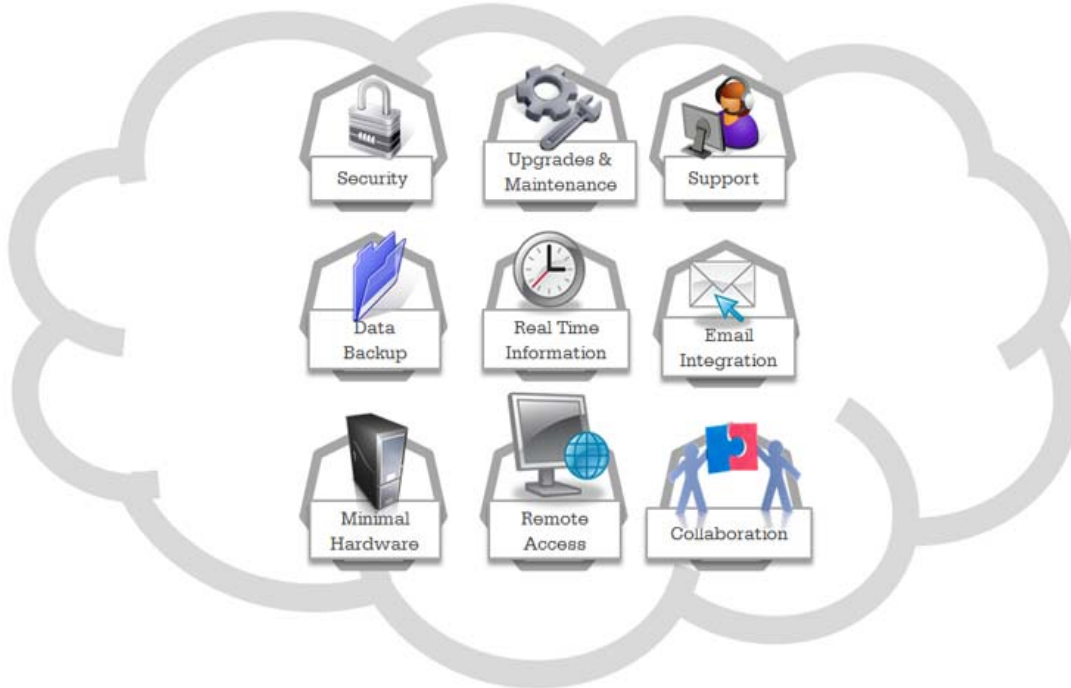 Security
Upgrades &
Maintenance
Support
Data
Backup
Real Time
Information
Email
Integration
Minimal
Hardware
Remote
Access
Collaboration